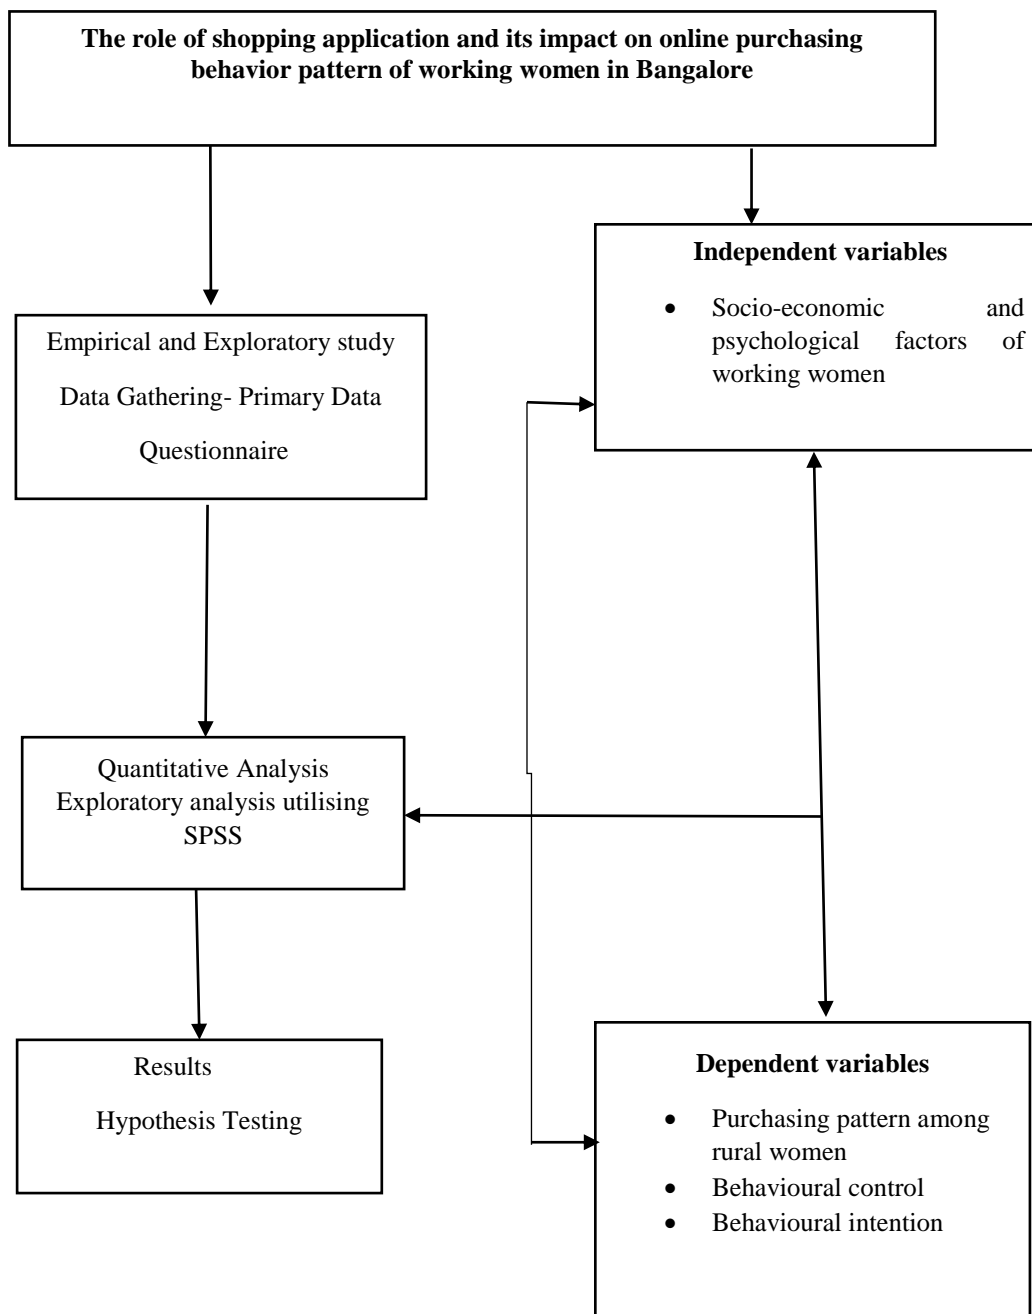 The role of shopping application and its impact on online purchasing
behavior pattern of working women in Bangalore
Independent variables
• Socio-economic and
psychological factors of
working women
Empirical and Exploratory study
Data Gathering- Primary Data
Questionnaire
Quantitative Analysis
Exploratory analysis utilising
SPSS
Results
Hypothesis Testing
Dependent variables
• Purchasing pattern among
rural women
• Behavioural control
• Behavioural intention